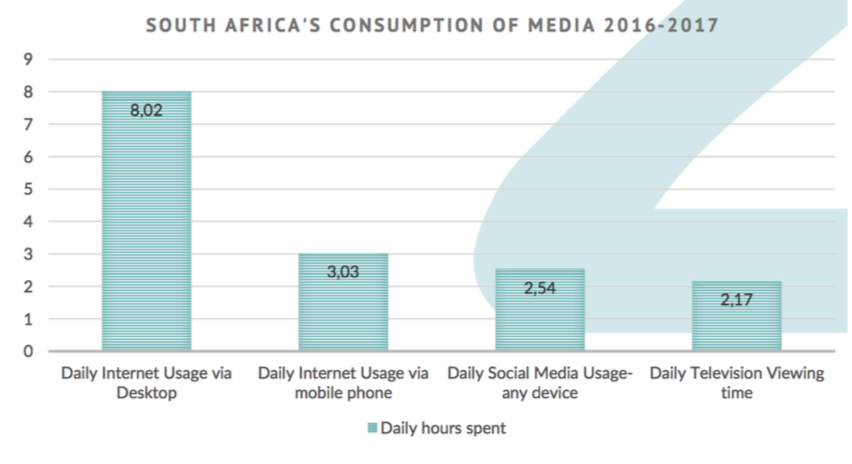 SOUTH AFRICA'S CONSUMPTION OF MEDIA 2016-2017
9
8
7
6
5
4
3
2
1
0
8,02
3,03
2,54
2,17
Daily Internet Usage via
Desktop
Daily Internet Usage via
mobile phone
Daily Social Media Usage-
any device
Daily Television Viewing
time
Daily hours spent